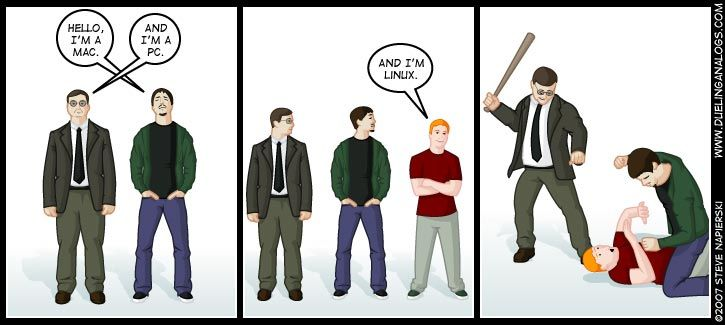 HELLO,
I'M A
MAC.
AND
I'M A
PC.
AND I'M
LINUX.
©2007 STEVE NAPIERSKI
WWW.DUELINGANALOGS.COM